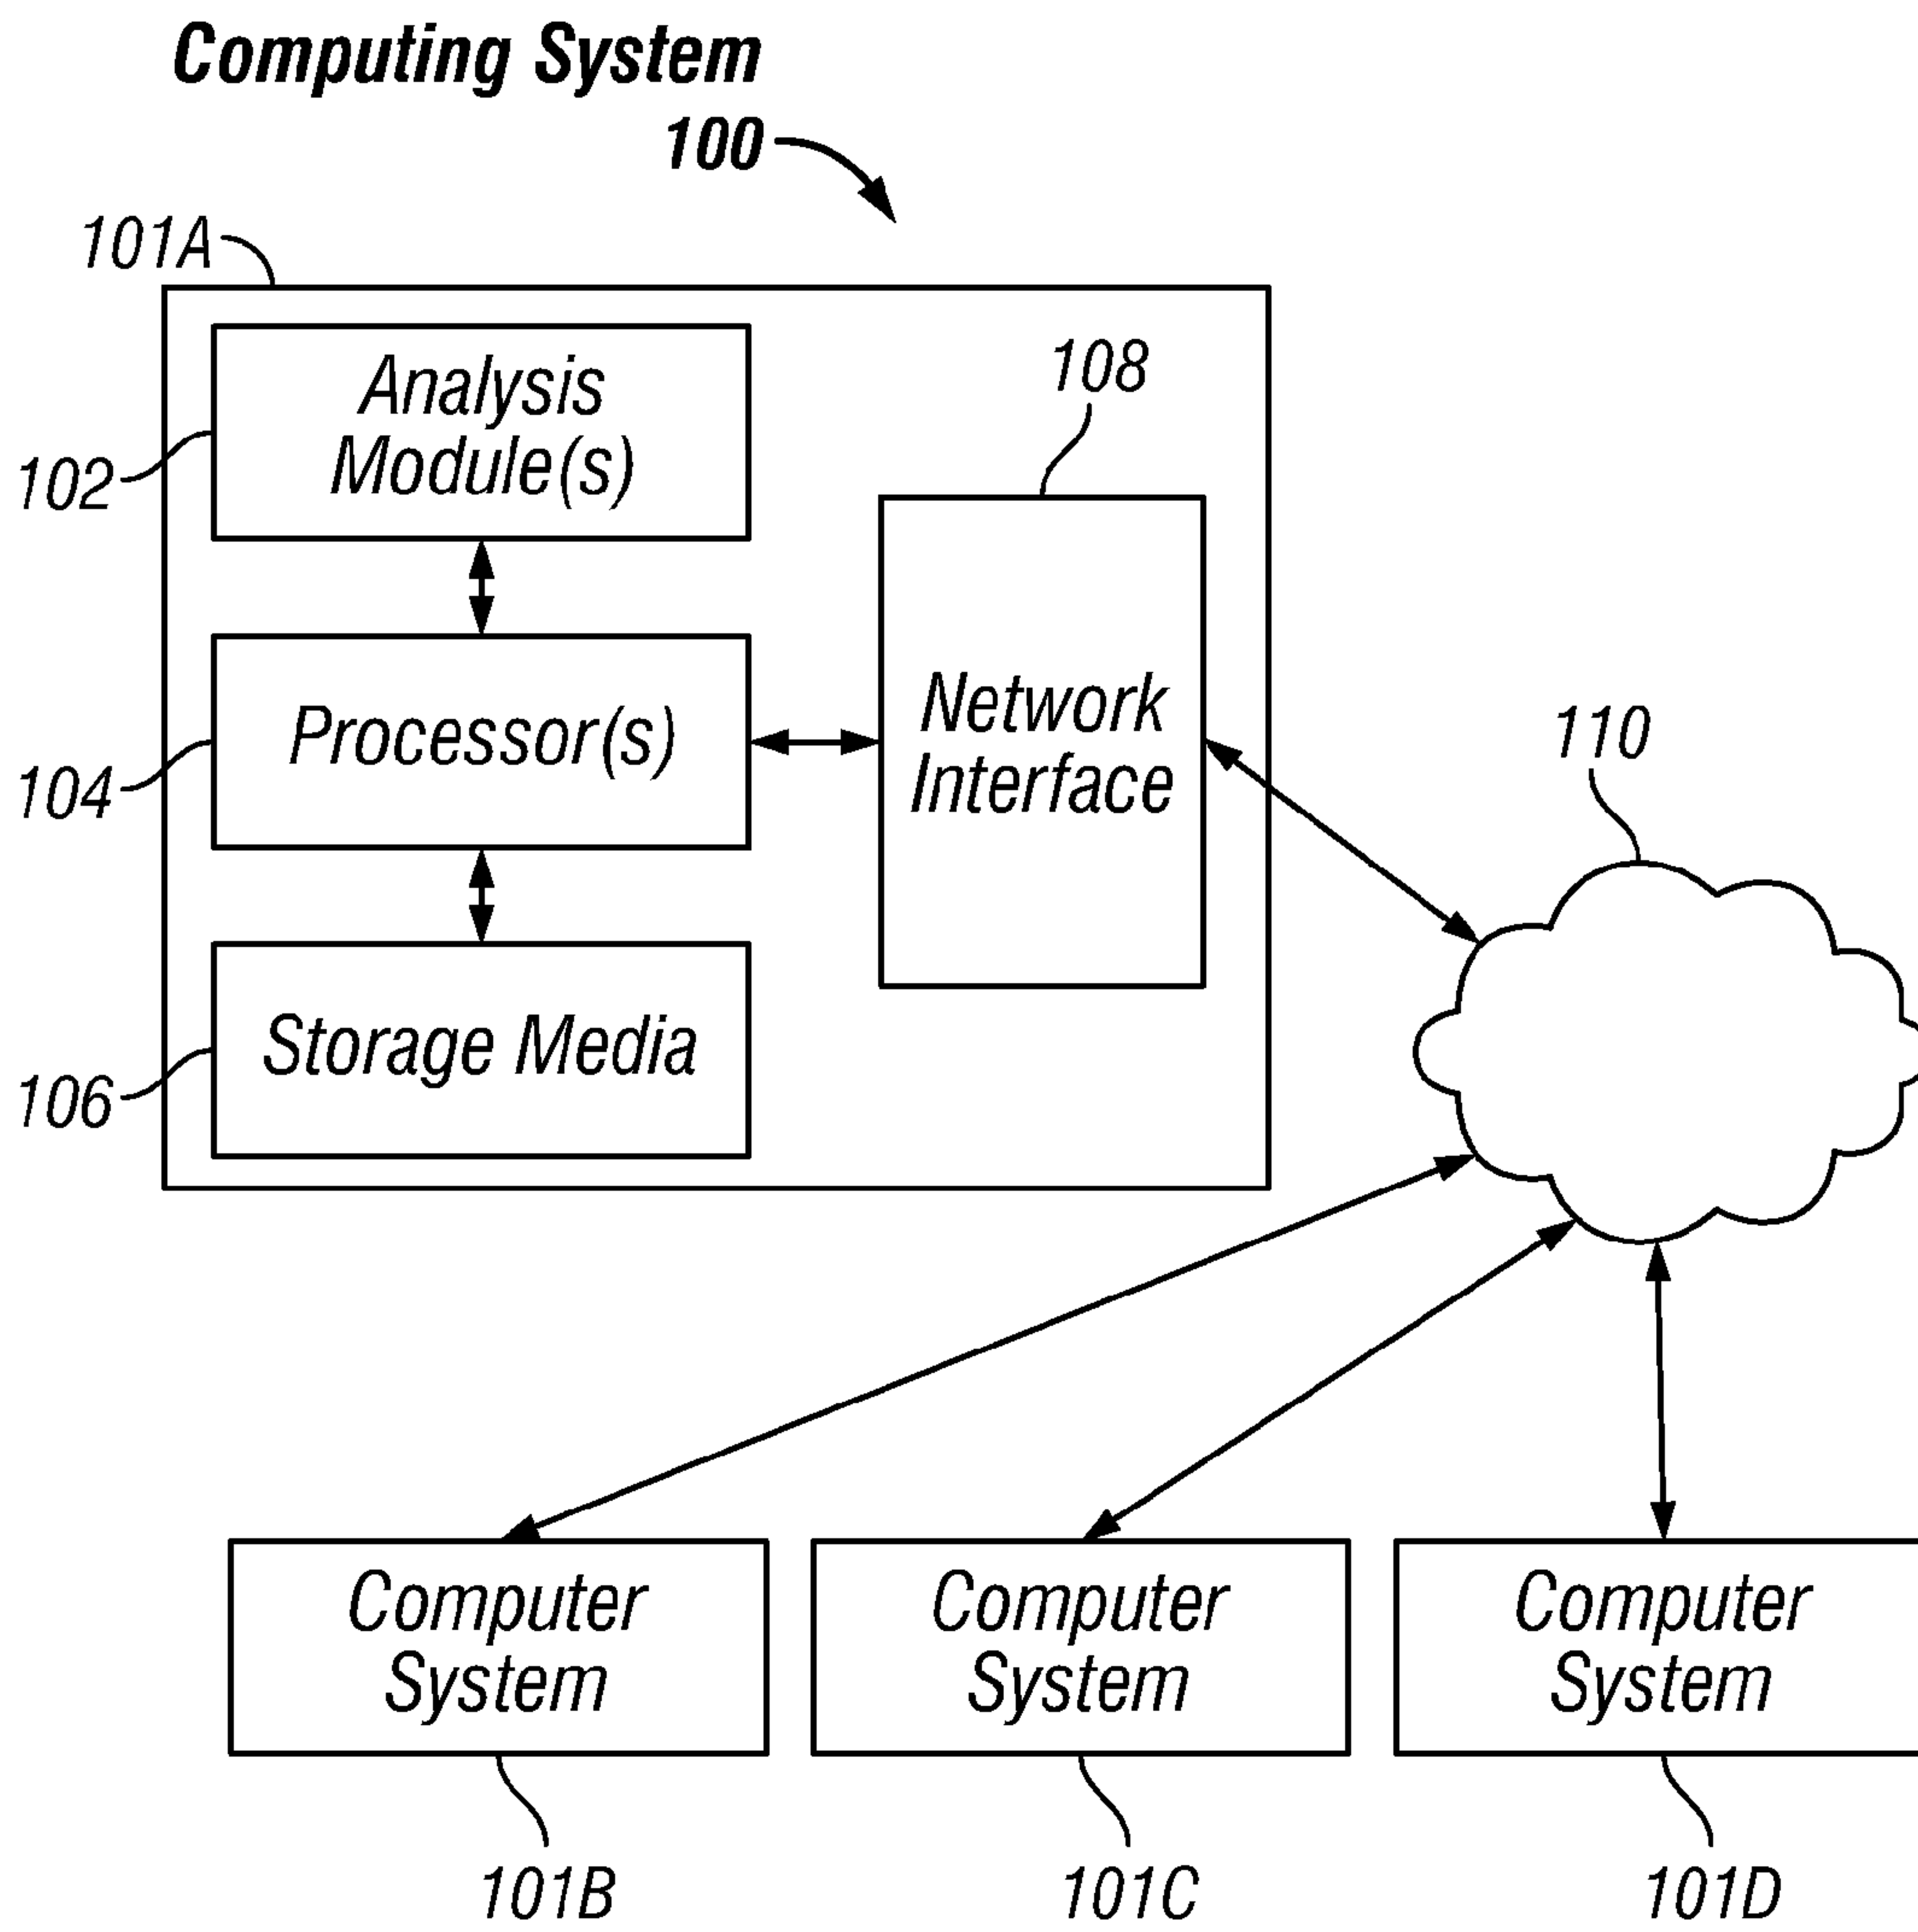 Computing System
100
101A
Analysis
Module(s)
102
108
Processor(s)
104
Network
Interface
110
Storage Media
106
Computer
System
Computer
System
Computer
System
101B
101C
101D